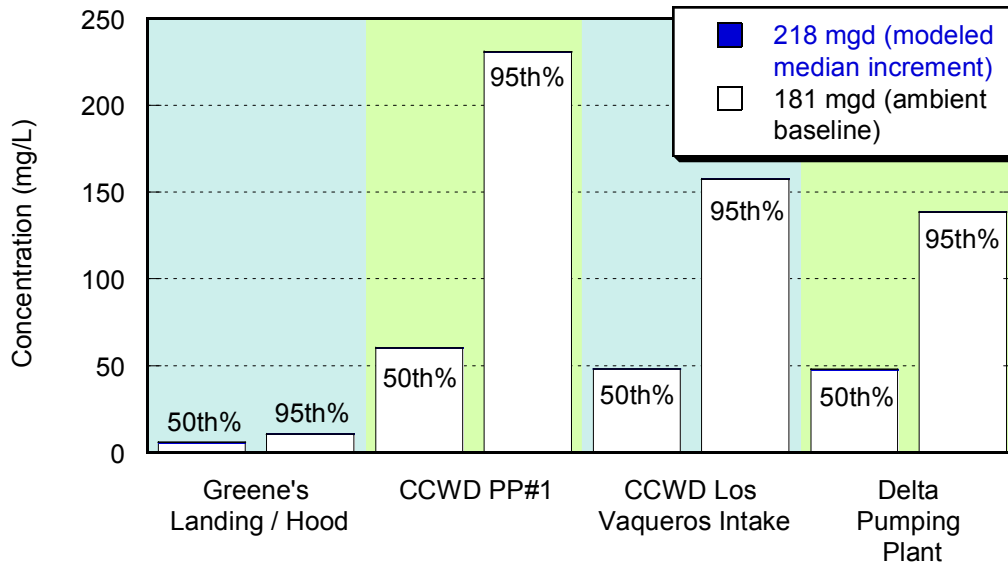 250
200
150
100
50
0
Concentration (mg/L)
218 mgd (modeled
median increment)
181 mgd (ambient
baseline)
50th%
95th%
50th%
95th%
50th%
95th%
50th%
95th%
Greene's
Landing / Hood
CCWD PP#1
CCWD Los
Vaqueros Intake
Delta
Pumping
Plant